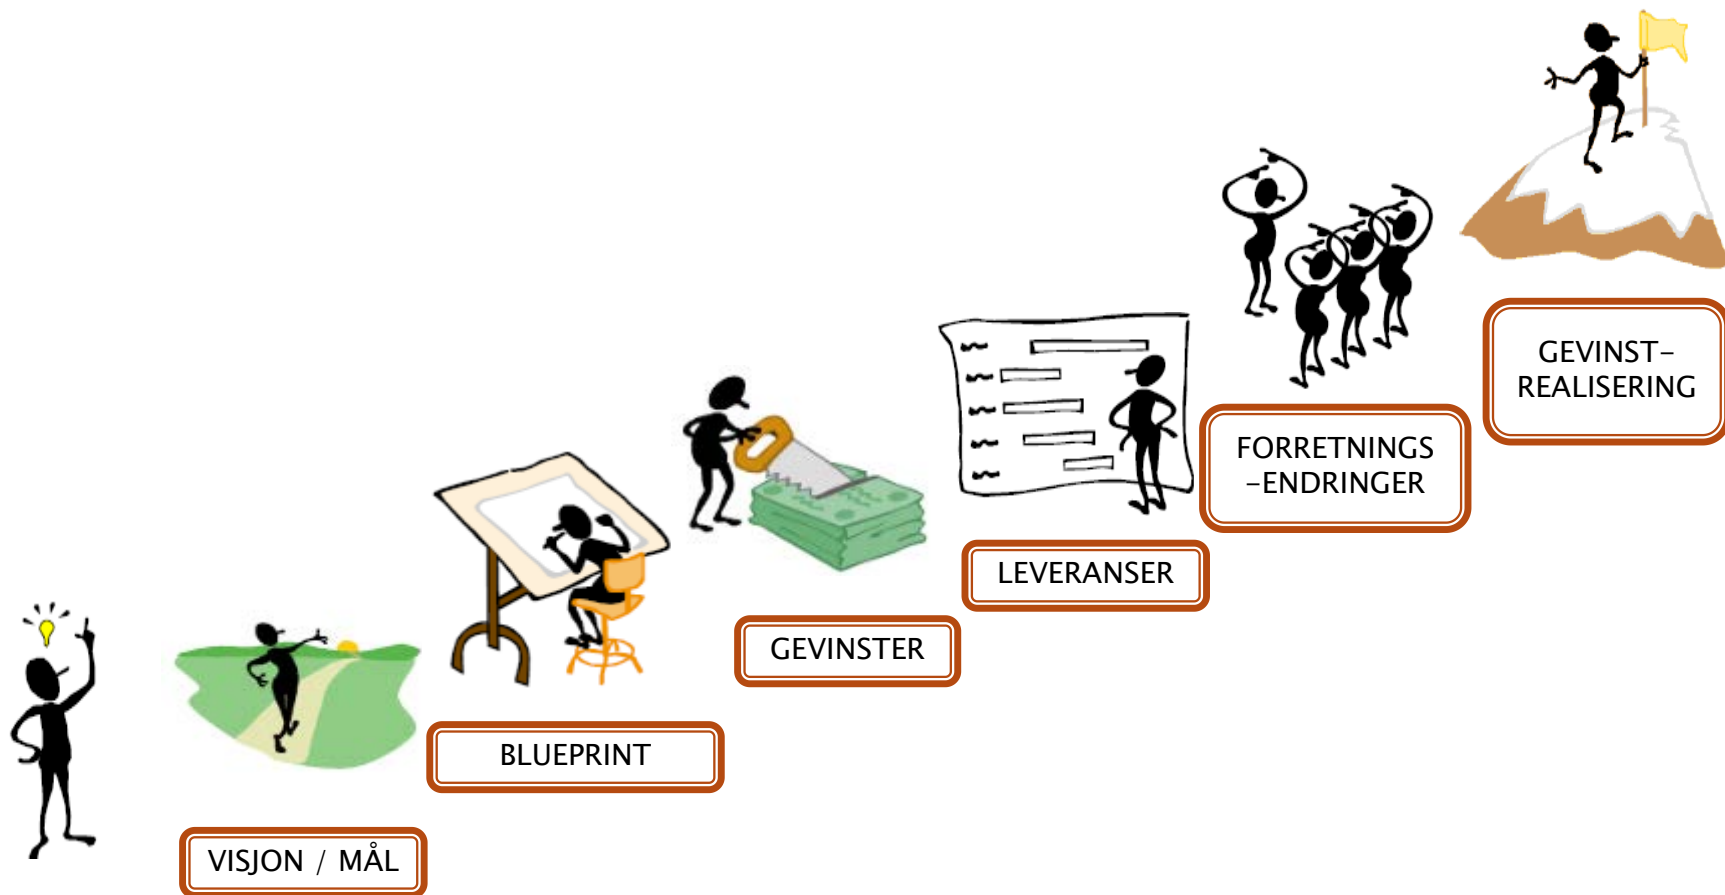 VISJON / MÅL
BLUEPRINT
GEVINSTER
LEVERANSER
FORRETNINGS
-ENDRINGER
GEVINST-
REALISERING